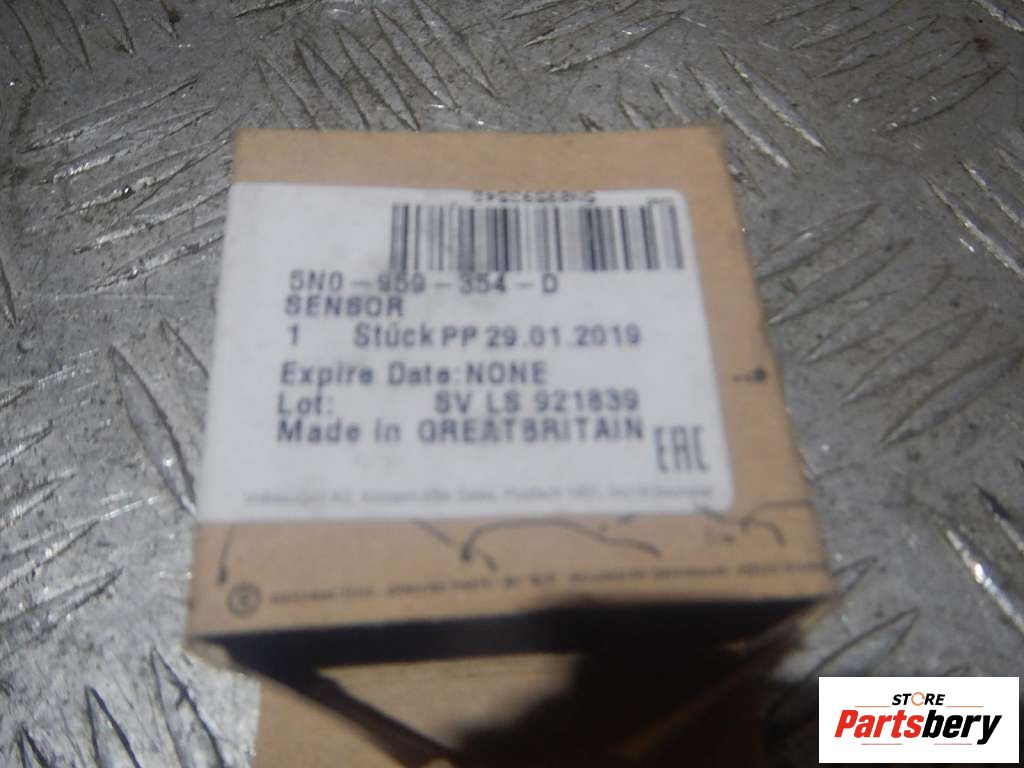 5N0-959-354-D
SENSOR
1 Stück PP 29.01.2019
Expire Date: NONE
Lot: SV LS 921839
Made in GREATBRITAIN
EAC
STORE
Partsbery